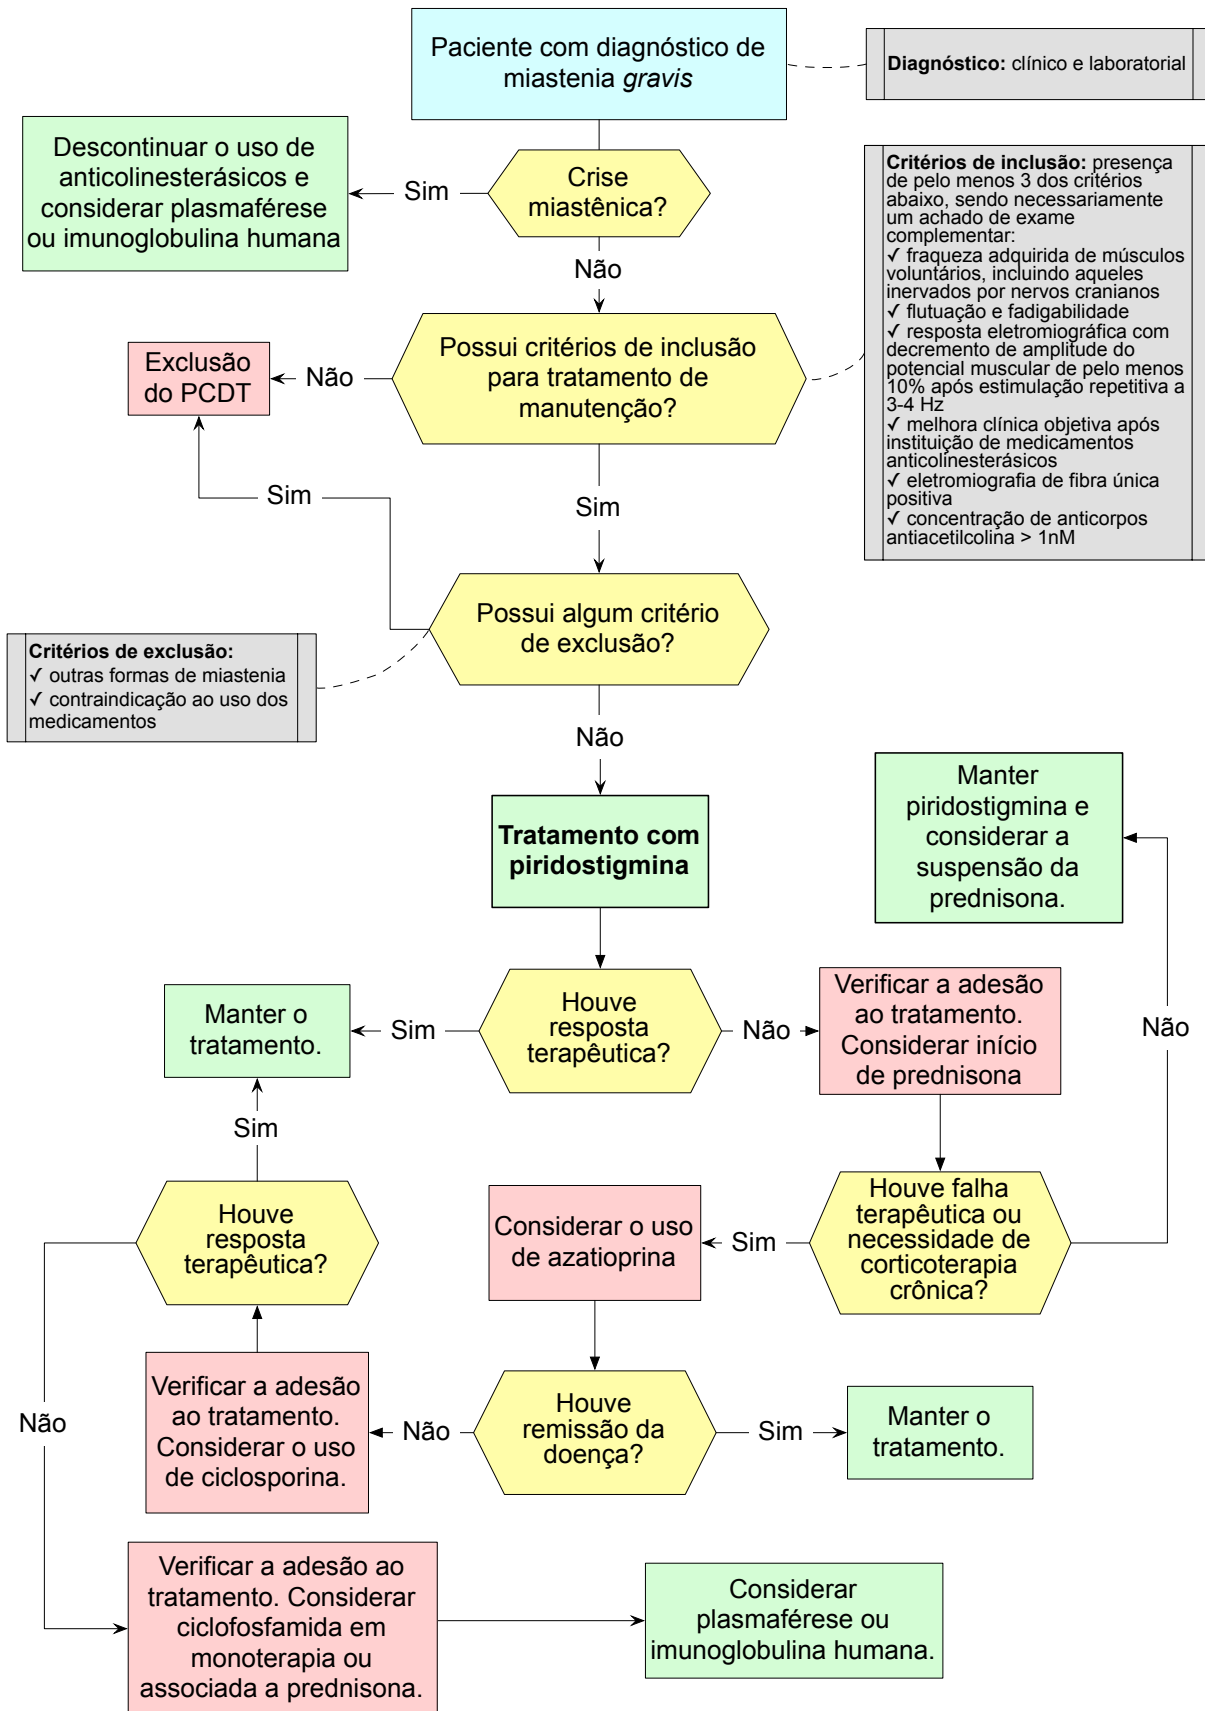 Paciente com diagnóstico de
miastenia gravis
Diagnóstico: clínico e laboratorial
Descontinuar o uso de
anticolinesterásicos e
considerar plasmaférese
ou imunoglobulina humana
Sim
Crise
miastênica?
Critérios de inclusão: presença
de pelo menos 3 dos critérios
abaixo, sendo necessariamente
um achado de exame
complementar:
✓ fraqueza adquirida de músculos
voluntários, incluindo aqueles
inervados por nervos cranianos
✓ flutuação e fadigabilidade
✓ resposta eletromiográfica com
decremento de amplitude do
potencial muscular de pelo menos
10% após estimulação repetitiva a
3-4 Hz
✓ melhora clínica objetiva após
instituição de medicamentos
anticolinesterásicos
✓ eletromiografia de fibra única
positiva
✓ concentração de anticorpos
antiacetilcolina > 1nM
Não
Possui critérios de inclusão
para tratamento de
manutenção?
Não
Exclusão
do PCDT
Sim
Sim
Possui algum critério
de exclusão?
Critérios de exclusão:
✓ outras formas de miastenia
✓ contraindicação ao uso dos
medicamentos
Não
Tratamento com
piridostigmina
Manter
piridostigmina e
considerar a
suspensão da
prednisona.
Houve
resposta
terapêutica?
Sim
Manter o
tratamento.
Não
Verificar a adesão
ao tratamento.
Considerar início
de prednisona
Não
Sim
Houve
resposta
terapêutica?
Considerar o uso
de azatioprina
Sim
Houve falha
terapêutica ou
necessidade de
corticoterapia
crônica?
Não
Verificar a adesão
ao tratamento.
Considerar o uso
de ciclosporina.
Não
Houve
remissão da
doença?
Sim
Manter o
tratamento.
Verificar a adesão ao
tratamento. Considerar
ciclofosfamida em
monoterapia ou
associada a prednisona.
Considerar
plasmaférese ou
imunoglobulina humana.